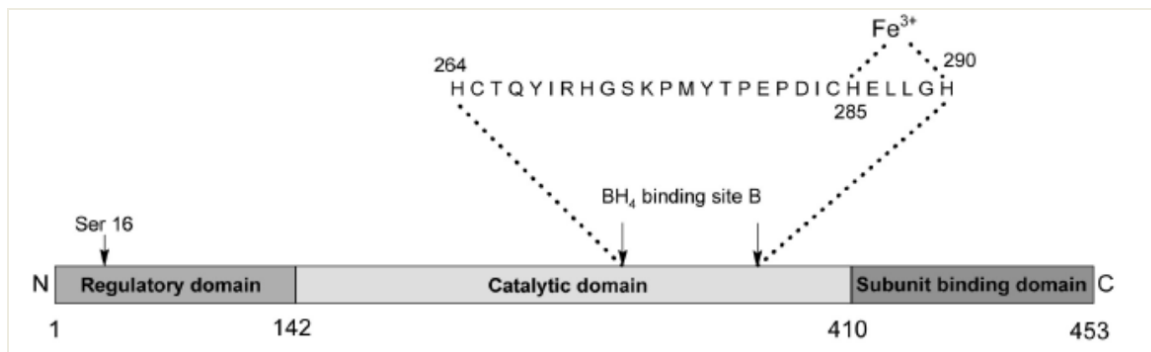 Fe³⁺
264
290
HCTQYIRHGSKPMYTPEPDICHELLGH
285
BH₄ binding site B
Ser 16
N
Regulatory domain
Catalytic domain
Subunit binding domain
C
1
142
410
453